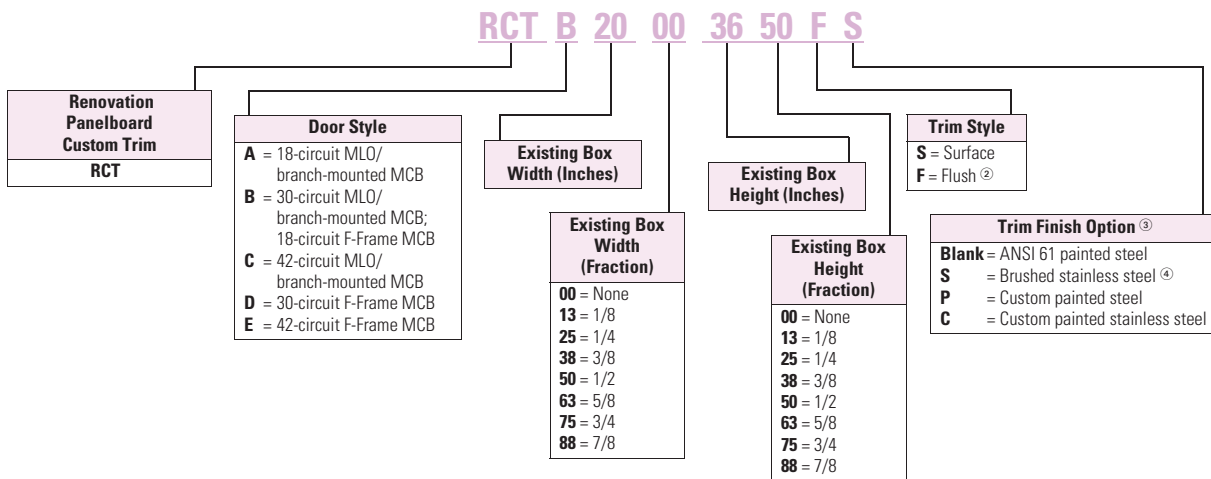 RCT B 20 00 36 50 F S
Renovation
Panelboard
Custom Trim
RCT
Door Style
A = 18-circuit MLO/
branch-mounted MCB
B = 30-circuit MLO/
branch-mounted MCB;
18-circuit F-Frame MCB
C = 42-circuit MLO/
branch-mounted MCB
D = 30-circuit F-Frame MCB
E = 42-circuit F-Frame MCB
Existing Box
Width (Inches)
Existing Box
Width
(Fraction)
00 = None
13 = 1/8
25 = 1/4
38 = 3/8
50 = 1/2
63 = 5/8
75 = 3/4
88 = 7/8
Existing Box
Height (Inches)
Existing Box
Height
(Fraction)
00 = None
13 = 1/8
25 = 1/4
38 = 3/8
50 = 1/2
63 = 5/8
75 = 3/4
88 = 7/8
Trim Style
S = Surface
F = Flush ②
Trim Finish Option ③
Blank = ANSI 61 painted steel
S = Brushed stainless steel ④
P = Custom painted steel
C = Custom painted stainless steel